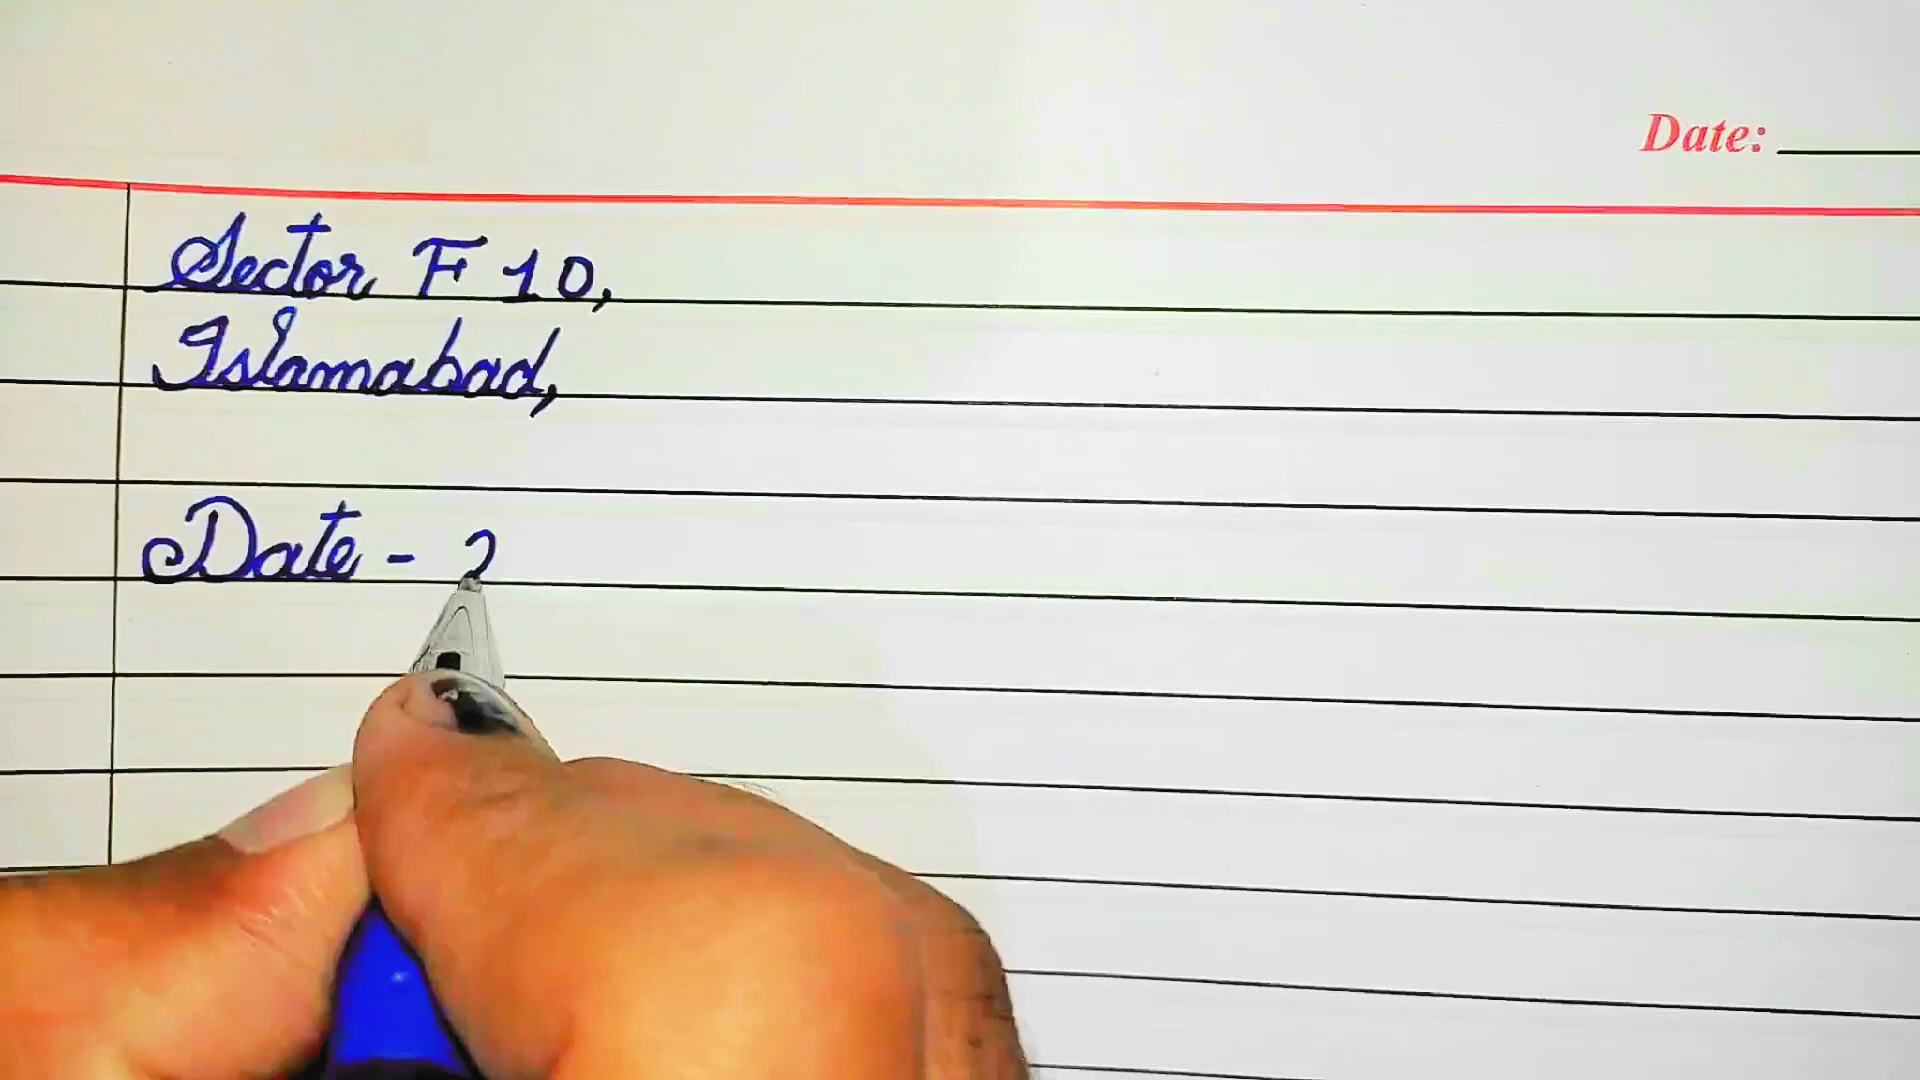 Date:
Sector F 10,
Islamabad,
Date - 2